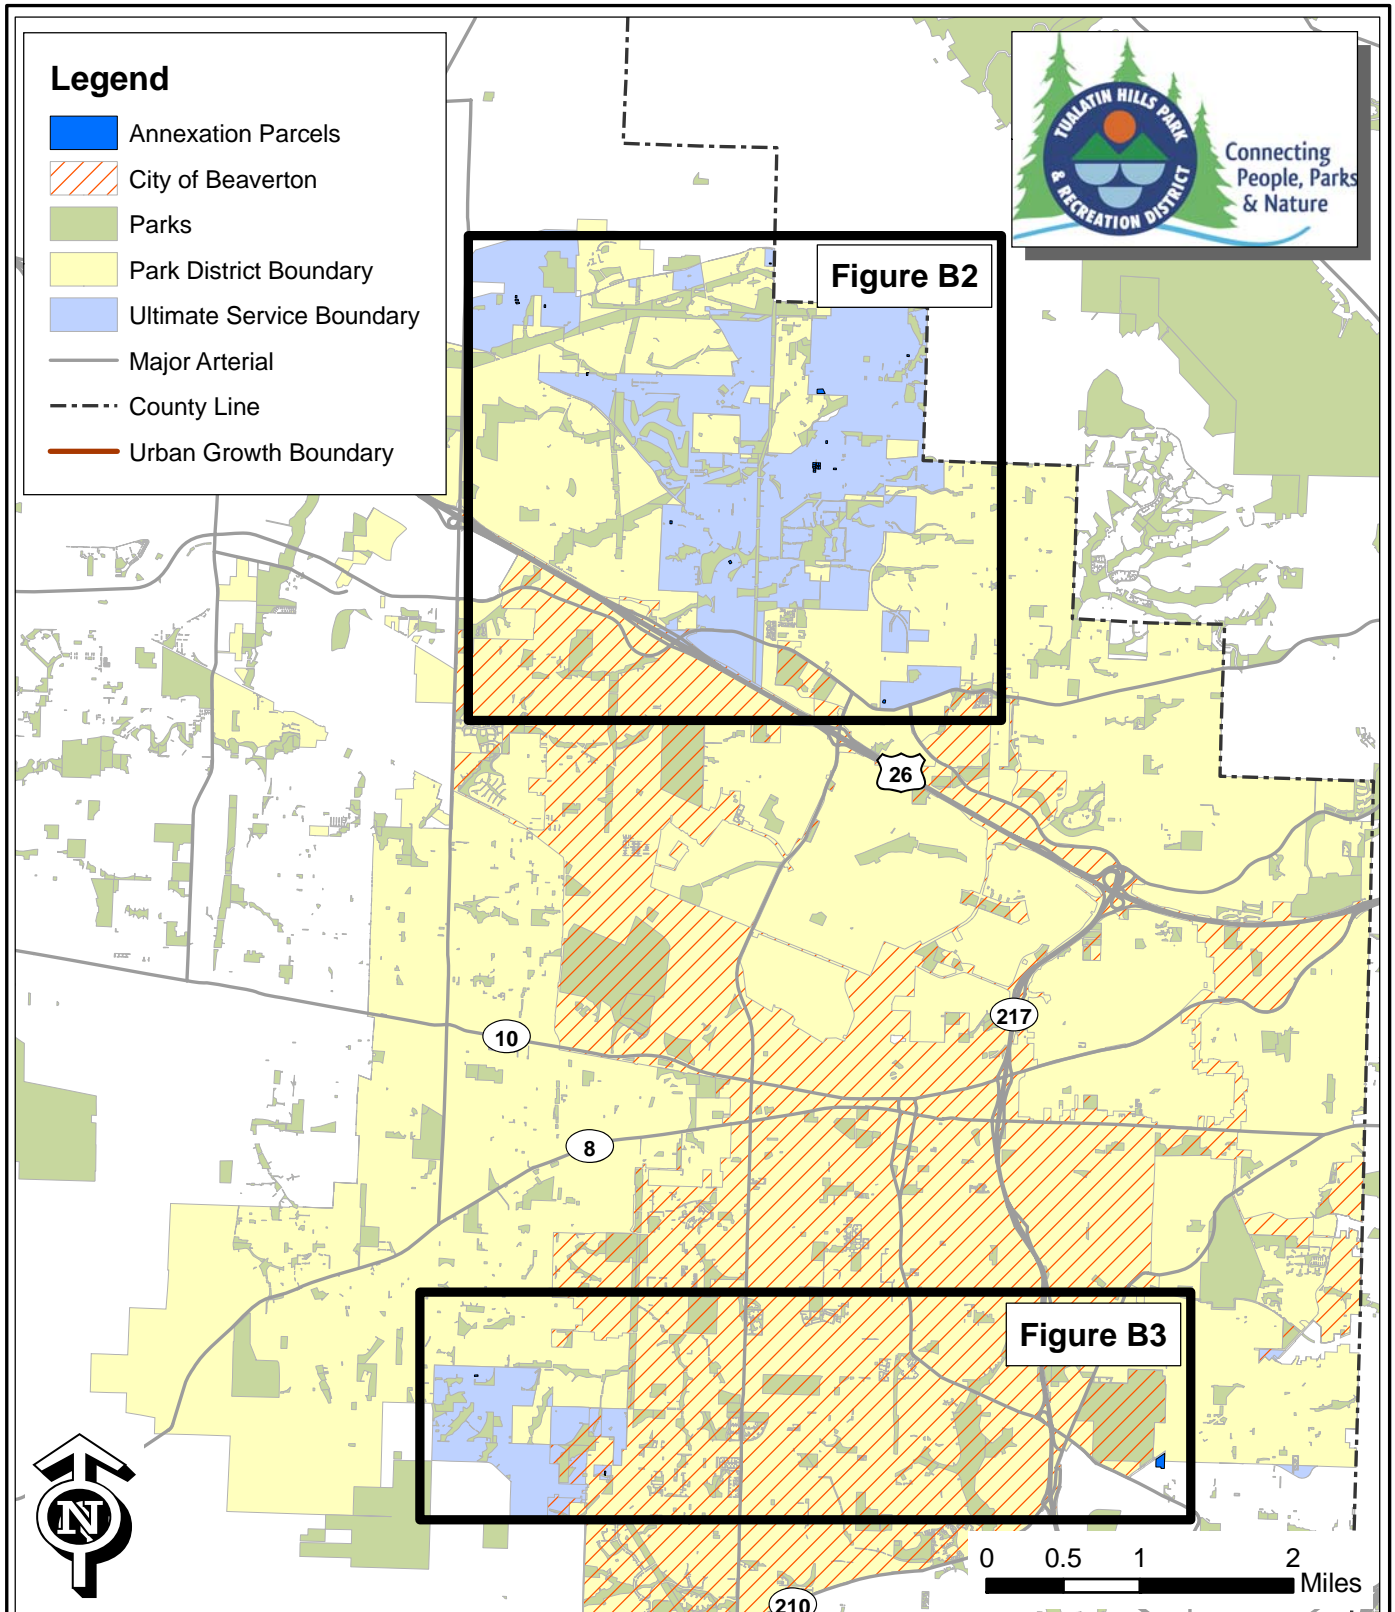 Legend
Annexation Parcels
City of Beaverton
Parks
Park District Boundary
Ultimate Service Boundary
Major Arterial
County Line
Urban Growth Boundary
TUALATIN HILLS PARK
& RECREATION DISTRICT
Connecting
People, Parks
& Nature
Figure B2
26
217
10
8
Figure B3
N
0 0.5 1 2
Miles
210